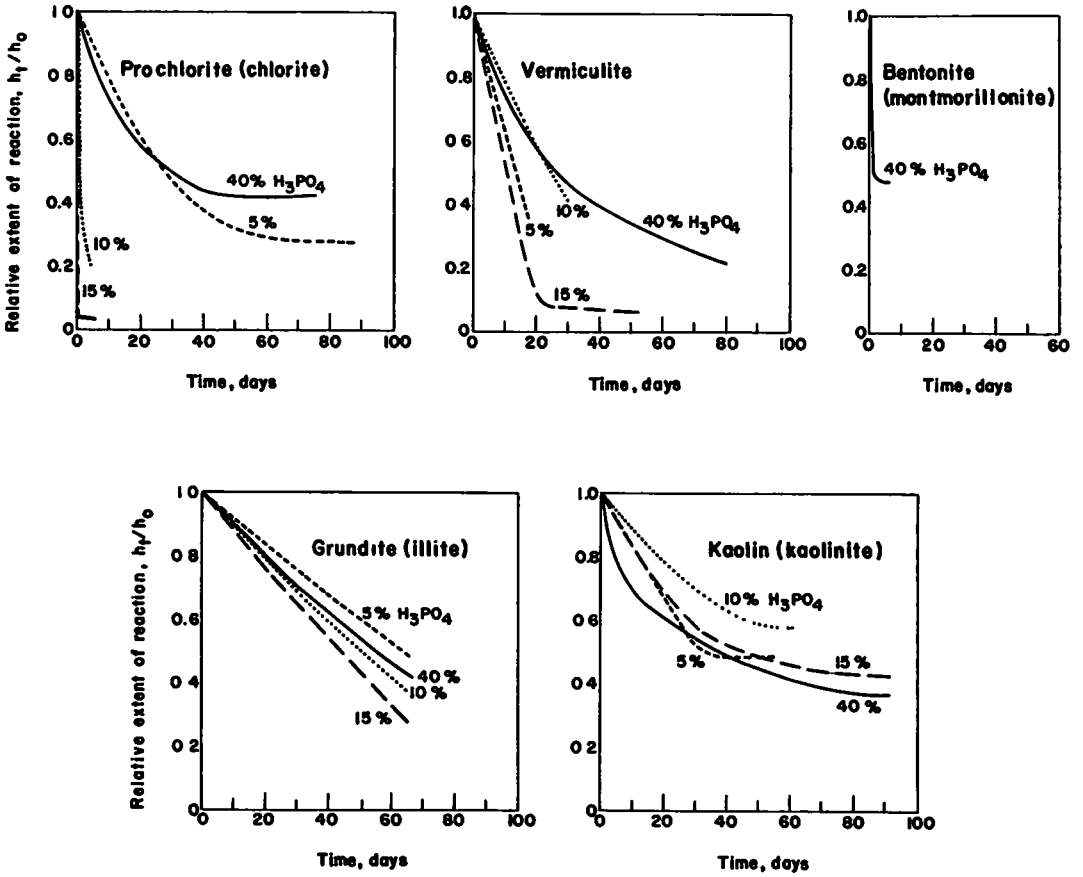 Relative extent of reaction, hf/ho
1 0
0 8
0 6
0 4
0.2
0
Prochlorite (chlorite)
40% H3PO4
5%
10%
15%
0 20 40 60 80 100
Time, days
1 0
0.8
0.6
0.4
0.2
0
Vermiculite
10%
5%
40% H3PO4
15%
0 20 40 60 80 100
Time, days
1 0
0.8
0.6
0.4
0.2
0
Bentonite
(montmorillonite)
40% H3PO4
0 20 40 60
Time, days
Relative extent of reaction, hf/ho
1 0
0 8
0 6
0 4
0 2
0
Grundite (illite)
5% H3PO4
40%
10%
15%
0 20 40 60 80 100
Time, days
1 0
0.8
0.6
0 4
0 2
0
Kaolin (kaolinite)
10% H3PO4
5%
15%
40%
0 20 40 60 80 100
Time, days